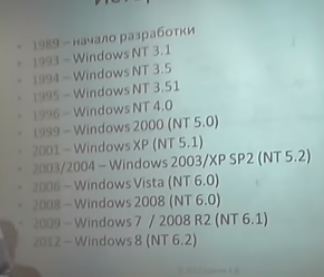 1989 – начало разработки
1993 – Windows NT 3.1
1994 – Windows NT 3.5
1995 – Windows NT 3.51
1996 – Windows NT 4.0
1999 – Windows 2000 (NT 5.0)
2001 – Windows XP (NT 5.1)
2003/2004 – Windows 2003/XP SP2 (NT 5.2)
2006 – Windows Vista (NT 6.0)
2008 – Windows 2008 (NT 6.0)
2009 – Windows 7 / 2008 R2 (NT 6.1)
2012 – Windows 8 (NT 6.2)